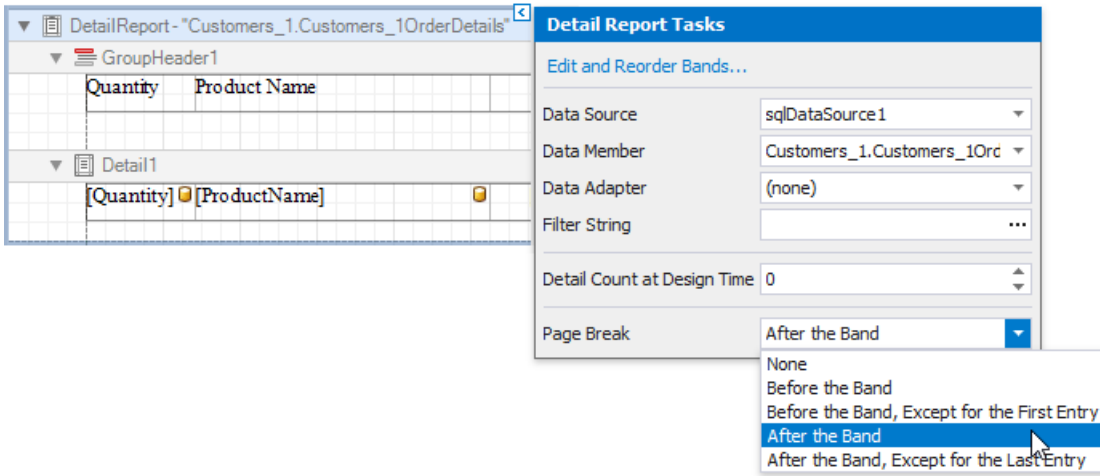 DetailReport - "Customers_1.Customers_1OrderDetails"
GroupHeader1
Quantity Product Name
Detail1
[Quantity] [ProductName]
Detail Report Tasks
Edit and Reorder Bands...
Data Source sqlDataSource1
Data Member Customers_1.Customers_1Ord
Data Adapter (none)
Filter String ...
Detail Count at Design Time 0
Page Break After the Band
None
Before the Band
Before the Band, Except for the First Entry
After the Band
After the Band, Except for the Last Entry